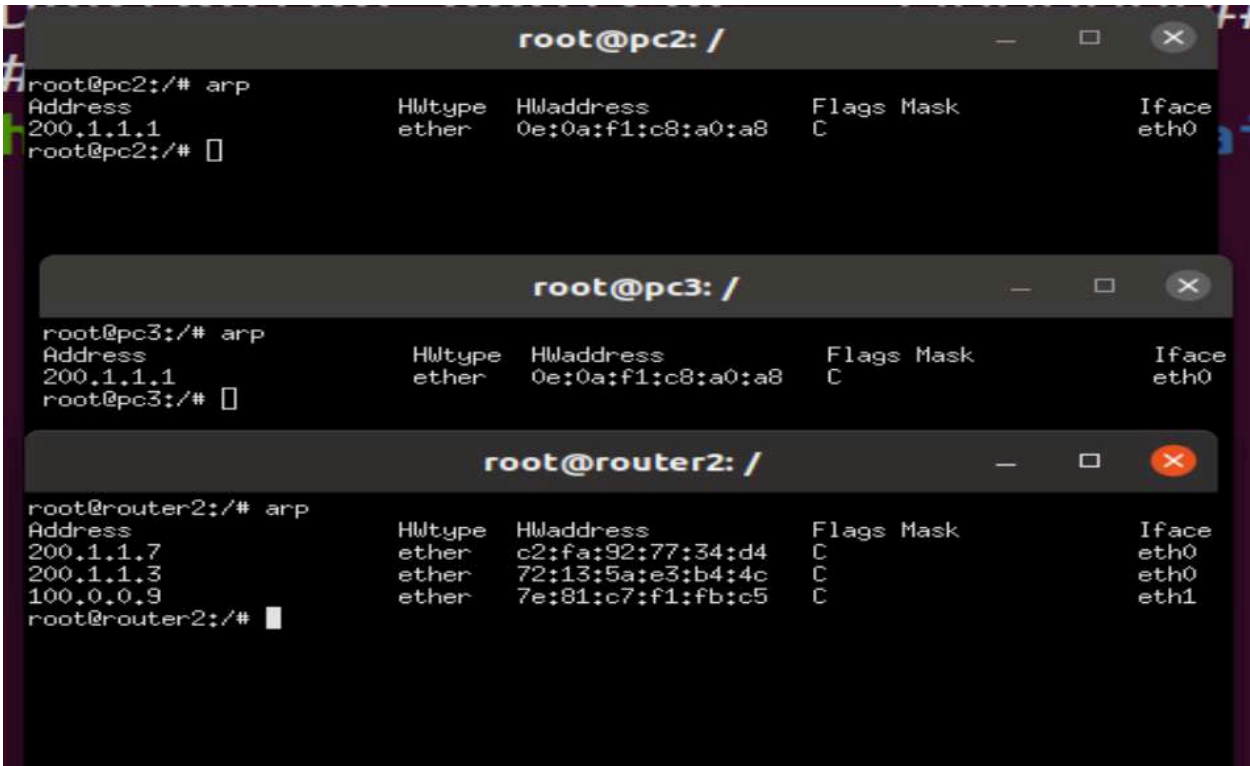 root@pc2: /
root@pc2:/# arp
Address HWtype HWaddress Flags Mask Iface
200.1.1.1 ether 0e:0a:f1:c8:a0:a8 C eth0
root@pc2:/#
root@pc3: /
root@pc3:/# arp
Address HWtype HWaddress Flags Mask Iface
200.1.1.1 ether 0e:0a:f1:c8:a0:a8 C eth0
root@pc3:/#
root@router2: /
root@router2:/# arp
Address HWtype HWaddress Flags Mask Iface
200.1.1.7 ether c2:fa:92:77:34:d4 C eth0
200.1.1.3 ether 72:13:5a:e3:b4:4c C eth0
100.0.0.9 ether 7e:81:c7:f1:fb:c5 C eth1
root@router2:/#